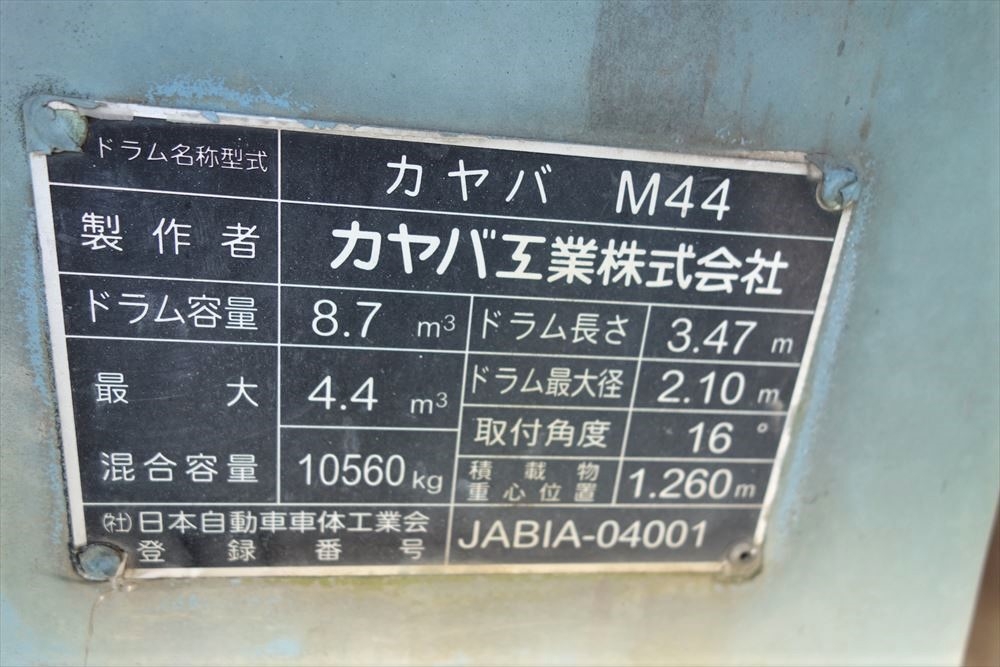 ドラム名称型式 カヤバ M44
製作者 カヤバ工業株式会社
ドラム容量 8.7 m³ ドラム長さ 3.47 m
最大 4.4 m³ ドラム最大径 2.10 m
取付角度 16 °
混合容量 10560 kg 積載物 1.260 m
重心位置
(社)日本自動車車体工業会 JABIA-04001
登録番号